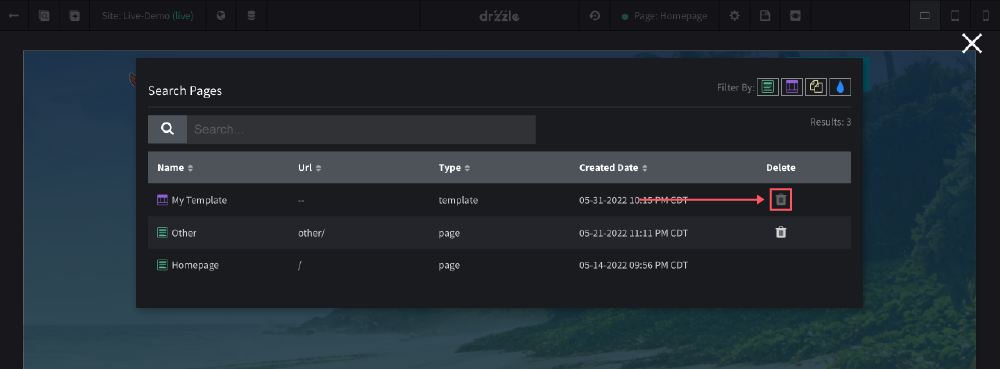 Site: Live-Demo (live)
drizzle
Page: Homepage
Search Pages
Filter By:
Search...
Results: 3
Name Url Type Created Date Delete
My Template -- template 05-31-2022 10:15 PM CDT
Other other/ page 05-21-2022 11:11 PM CDT
Homepage / page 05-14-2022 09:56 PM CDT